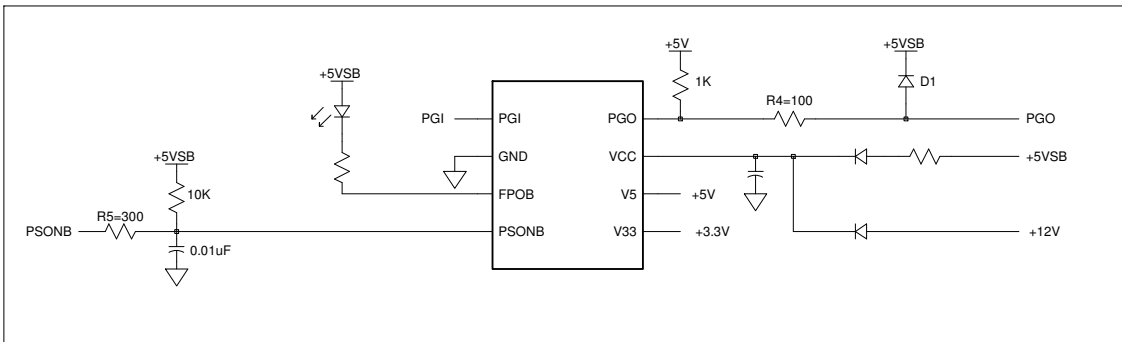 +5V
+5VSB
+5VSB
1K
D1
R4=100
PGI
PGI
PGO
PGO
+5VSB
GND
VCC
+5VSB
10K
FPOB
V5
+5V
R5=300
PSONB
PSONB
V33
+3.3V
+12V
0.01uF